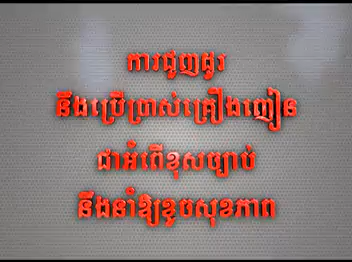 ការជួញដូរ
នឹងប្រើប្រាស់គ្រឿងញៀន
ជាអំពើខុសច្បាប់
នឹងនាំឱ្យខូចសុខភាព